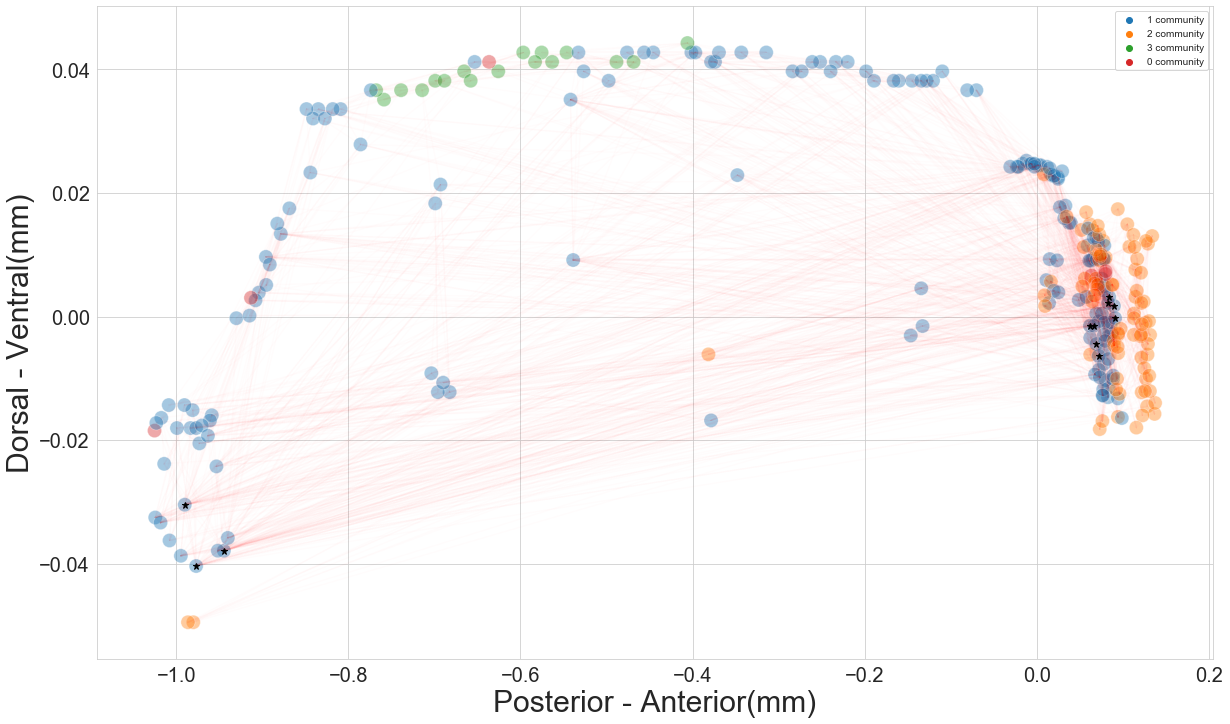 1 community
2 community
3 community
0 community
0.04
0.02
0.00
−0.02
−0.04
Dorsal - Ventral(mm)
−1.0 −0.8 −0.6 −0.4 −0.2 0.0 0.2
Posterior - Anterior(mm)